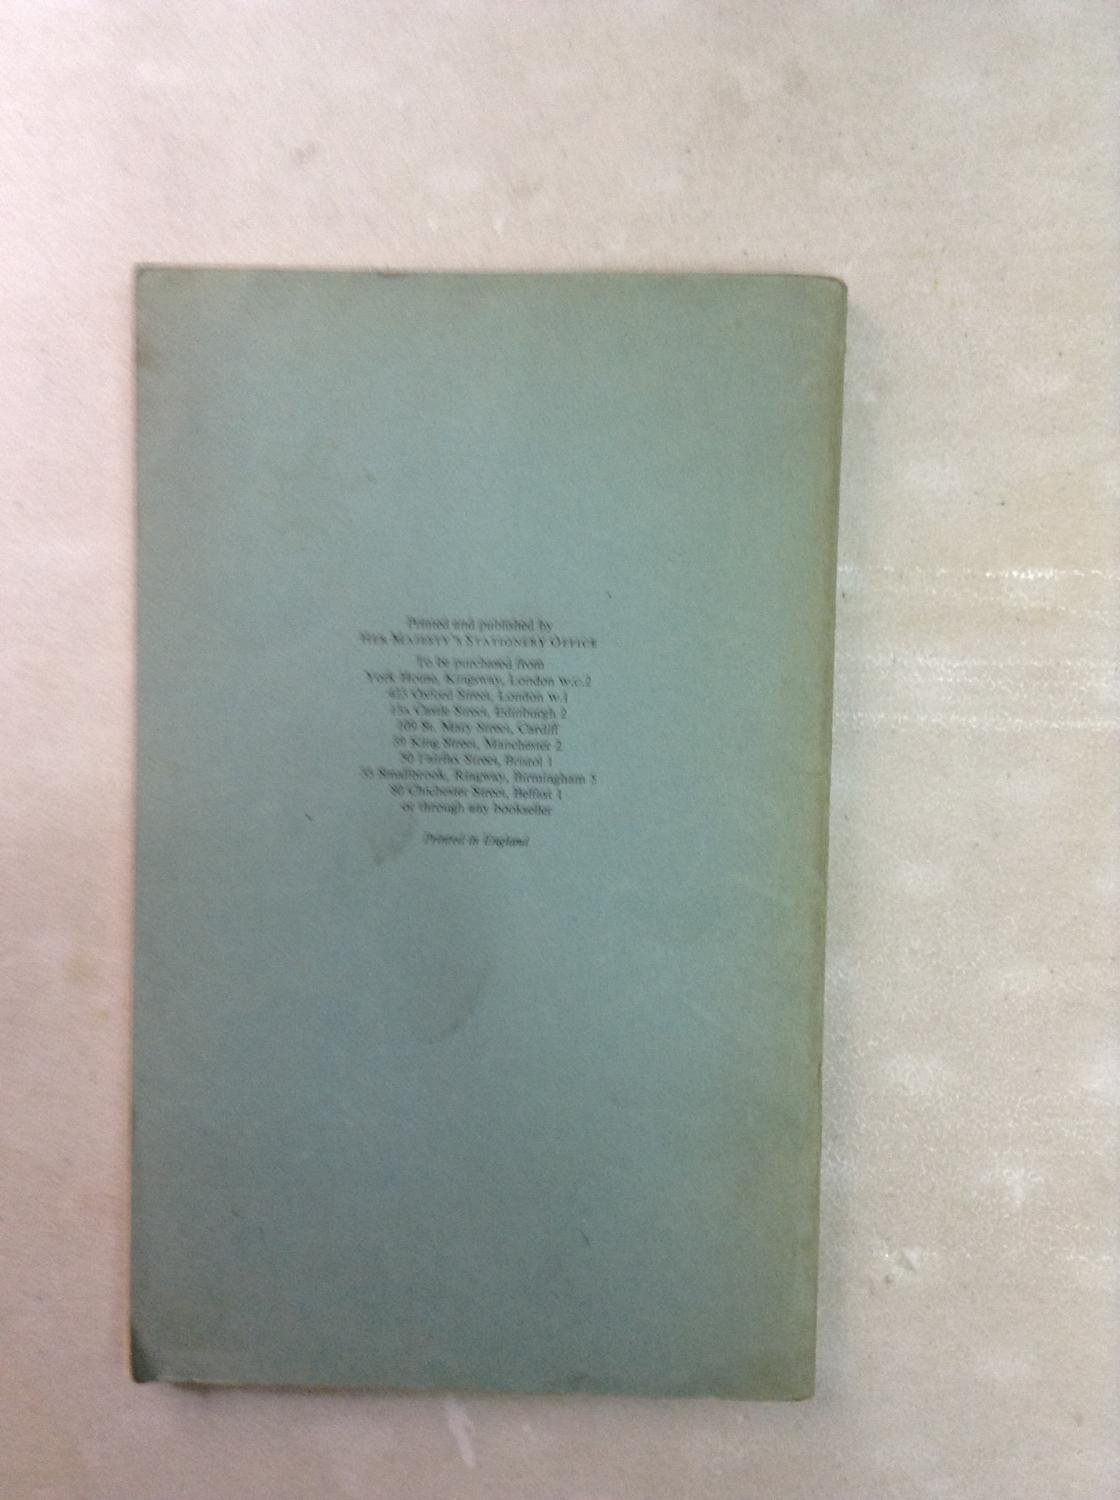 Printed and published by
HER MAJESTY'S STATIONERY OFFICE
To be purchased from
York House, Kingsway, London W.C.2
423 Oxford Street, London W.1
13A Castle Street, Edinburgh 2
109 St. Mary Street, Cardiff
39 King Street, Manchester 2
50 Fairfax Street, Bristol 1
35 Smallbrook, Ringway, Birmingham 5
80 Chichester Street, Belfast 1
or through any bookseller
Printed in England